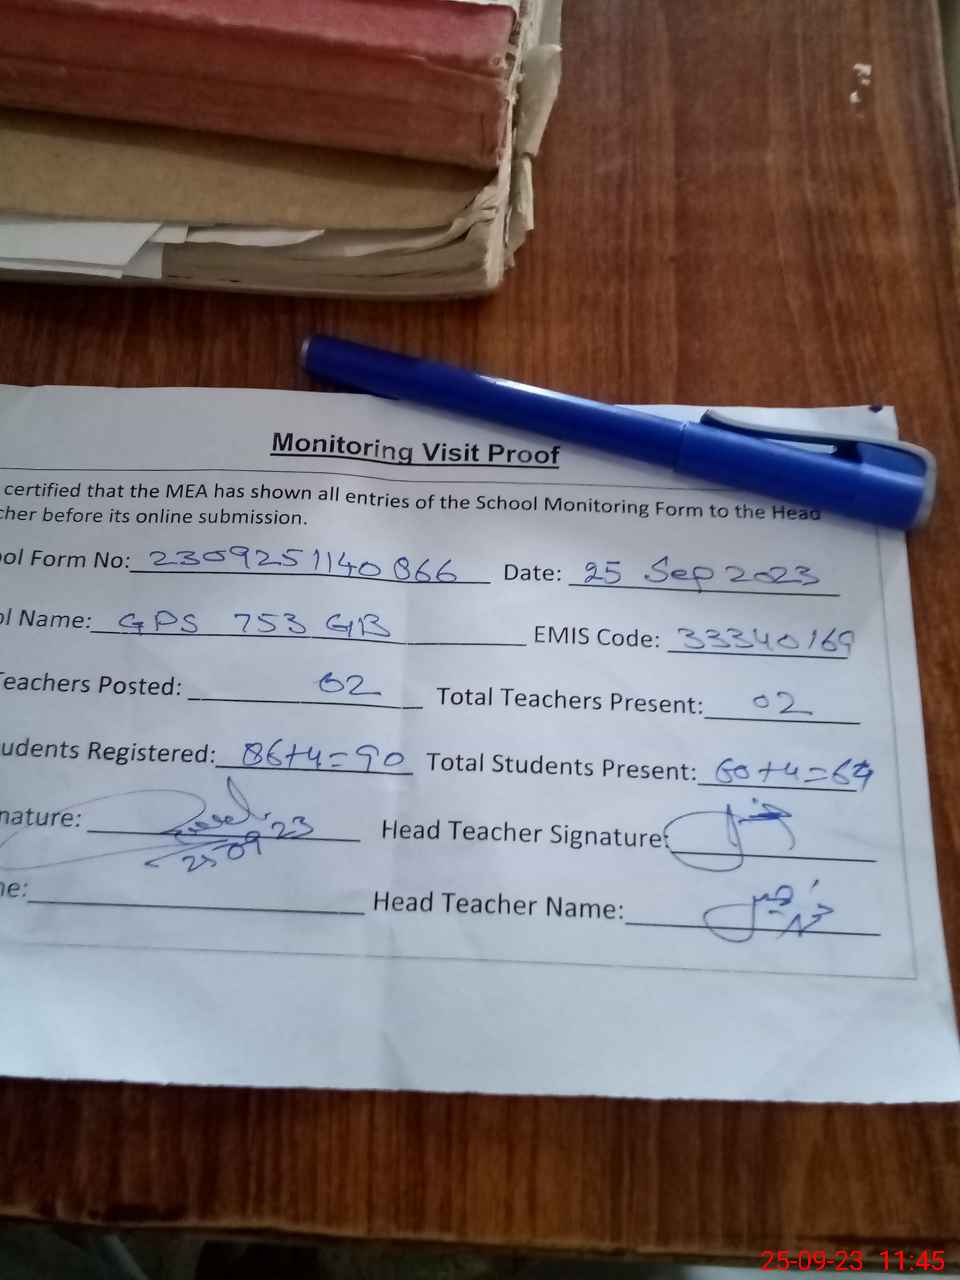 Monitoring Visit Proof
certified that the MEA has shown all entries of the School Monitoring Form to the Head
cher before its online submission.
ol Form No: 2309251140866 Date: 25 Sep 2023
ol Name: GPS 753 GB EMIS Code: 33340169
Teachers Posted: 02 Total Teachers Present: 02
udents Registered: 86+4=90 Total Students Present: 60+4=64
nature: 25-09-23 Head Teacher Signature:
ne: Head Teacher Name:
25-09-23 11:45